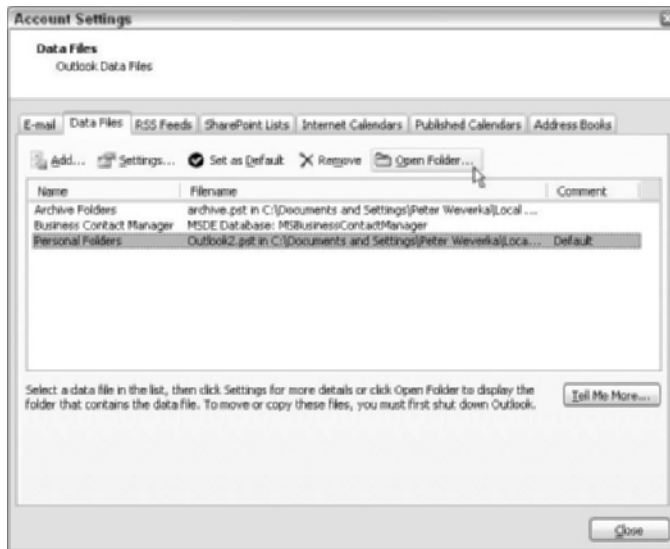 Account Settings
Data Files
Outlook Data Files
E-mail Data Files RSS Feeds SharePoint Lists Internet Calendars Published Calendars Address Books
Add... Settings... Set as Default Remove Open Folder...
Name Filename Comment
Archive Folders archive.pst in C:\Documents and Settings\Peter Weverka\Local ...
Business Contact Manager MSDE Database: MSBusinessContactManager
Personal Folders Outlook2.pst in C:\Documents and Settings\Peter Weverka\Loca... Default
Select a data file in the list, then click Settings for more details or click Open Folder to display the
folder that contains the data file. To move or copy these files, you must first shut down Outlook.
Tell Me More...
Close